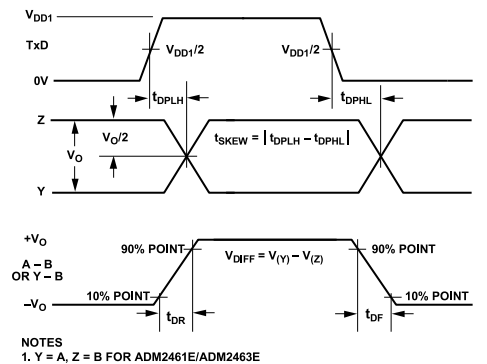 VDD1
TxD
VDD1/2
VDD1/2
0V
tDPLH
tDPHL
Z
VO/2
tSKEW = | tDPLH – tDPHL |
VO
Y
+VO
90% POINT
VDIFF = V(Y) – V(Z)
90% POINT
A – B
OR Y – B
10% POINT
10% POINT
–VO
tDR
tDF
NOTES
1. Y = A, Z = B FOR ADM2461E/ADM2463E